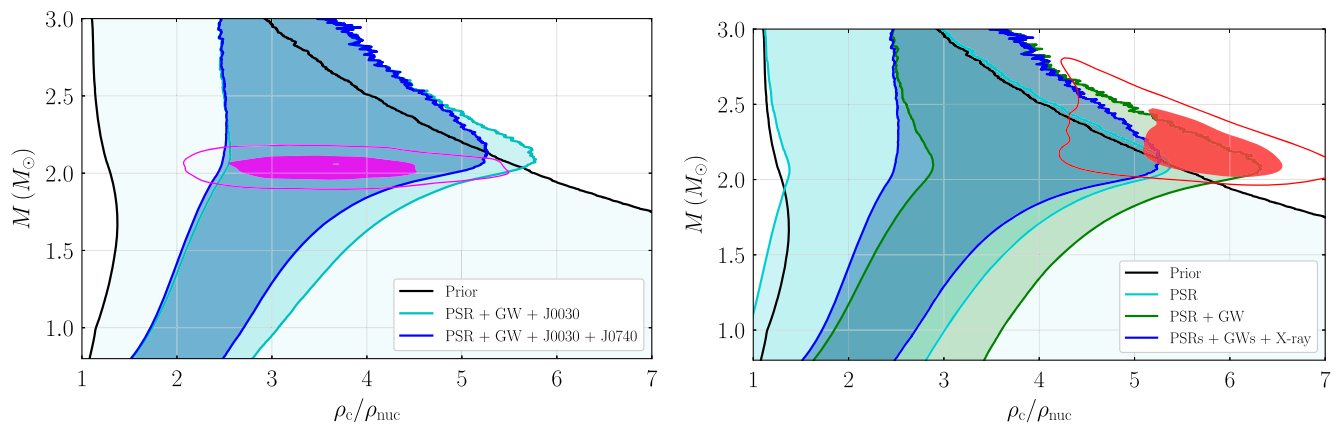 3.0
2.5
2.0
1.5
1.0
M (M⊙)
1 2 3 4 5 6 7
ρc/ρnuc
Prior
PSR + GW + J0030
PSR + GW + J0030 + J0740
3.0
2.5
2.0
1.5
1.0
M (M⊙)
1 2 3 4 5 6 7
ρc/ρnuc
Prior
PSR
PSR + GW
PSRs + GWs + X-ray